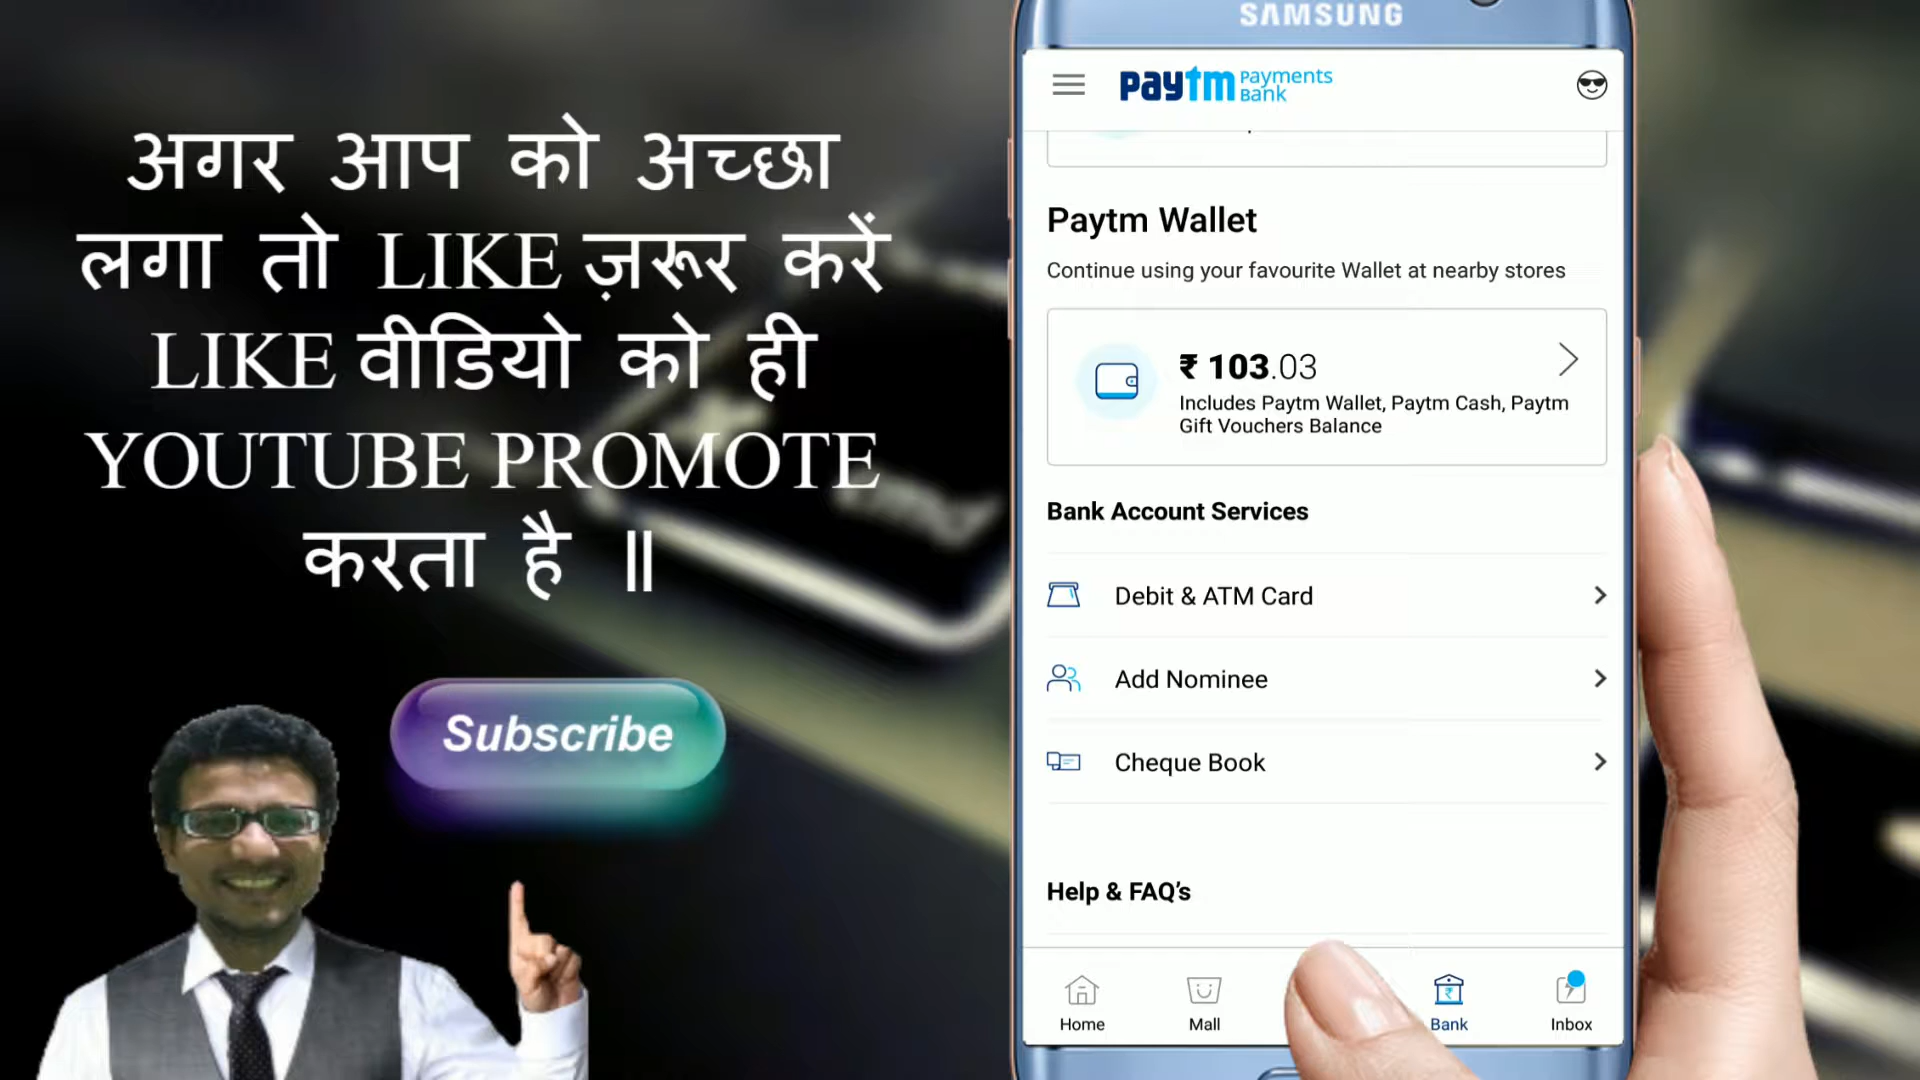 अगर आप को अच्छा
लगा तो LIKE ज़रूर करें
LIKE वीडियो को ही
YOUTUBE PROMOTE
करता है ॥
Subscribe
SAMSUNG
paytm Payments Bank
Paytm Wallet
Continue using your favourite Wallet at nearby stores
₹ 103.03
Includes Paytm Wallet, Paytm Cash, Paytm
Gift Vouchers Balance
Bank Account Services
Debit & ATM Card
Add Nominee
Cheque Book
Help & FAQ's
Home Mall Bank Inbox